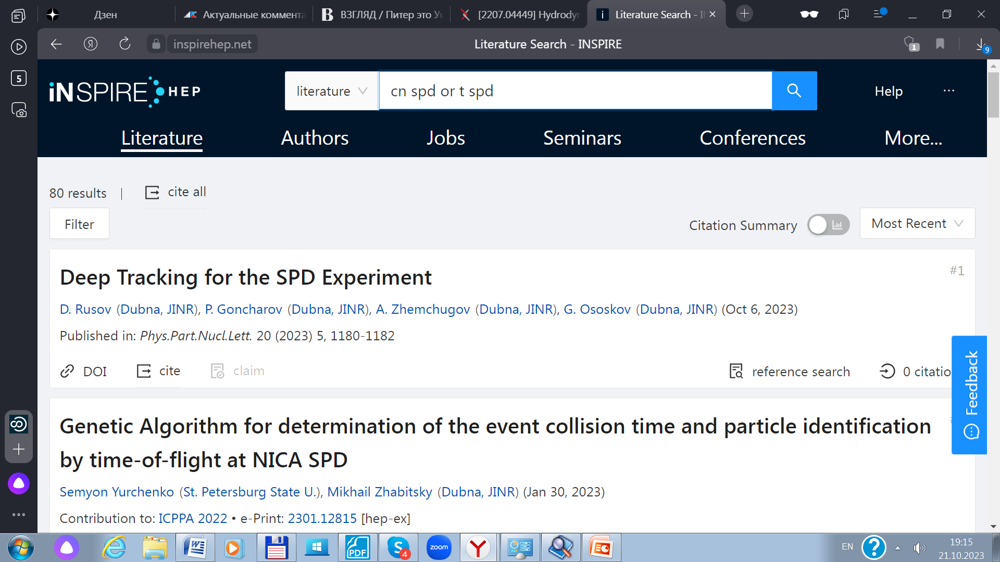 Дзен
Актуальные коммента
ВЗГЛЯД / Питер это Ум
[2207.04449] Hydrodyn
Literature Search - IN
inspirehep.net
Literature Search - INSPIRE
1
9
5
iNSPIRE HEP
literature
cn spd or t spd
Help
Literature
Authors
Jobs
Seminars
Conferences
More...
80 results
cite all
Filter
Citation Summary
Most Recent
Deep Tracking for the SPD Experiment
#1
D. Rusov (Dubna, JINR), P. Goncharov (Dubna, JINR), A. Zhemchugov (Dubna, JINR), G. Ososkov (Dubna, JINR) (Oct 6, 2023)
Published in: Phys.Part.Nucl.Lett. 20 (2023) 5, 1180-1182
DOI
cite
claim
reference search
0 citatio
Feedback
Genetic Algorithm for determination of the event collision time and particle identification
by time-of-flight at NICA SPD
Semyon Yurchenko (St. Petersburg State U.), Mikhail Zhabitsky (Dubna, JINR) (Jan 30, 2023)
Contribution to: ICPPA 2022 • e-Print: 2301.12815 [hep-ex]
PDF
4
zoom
EN
19:15
21.10.2023